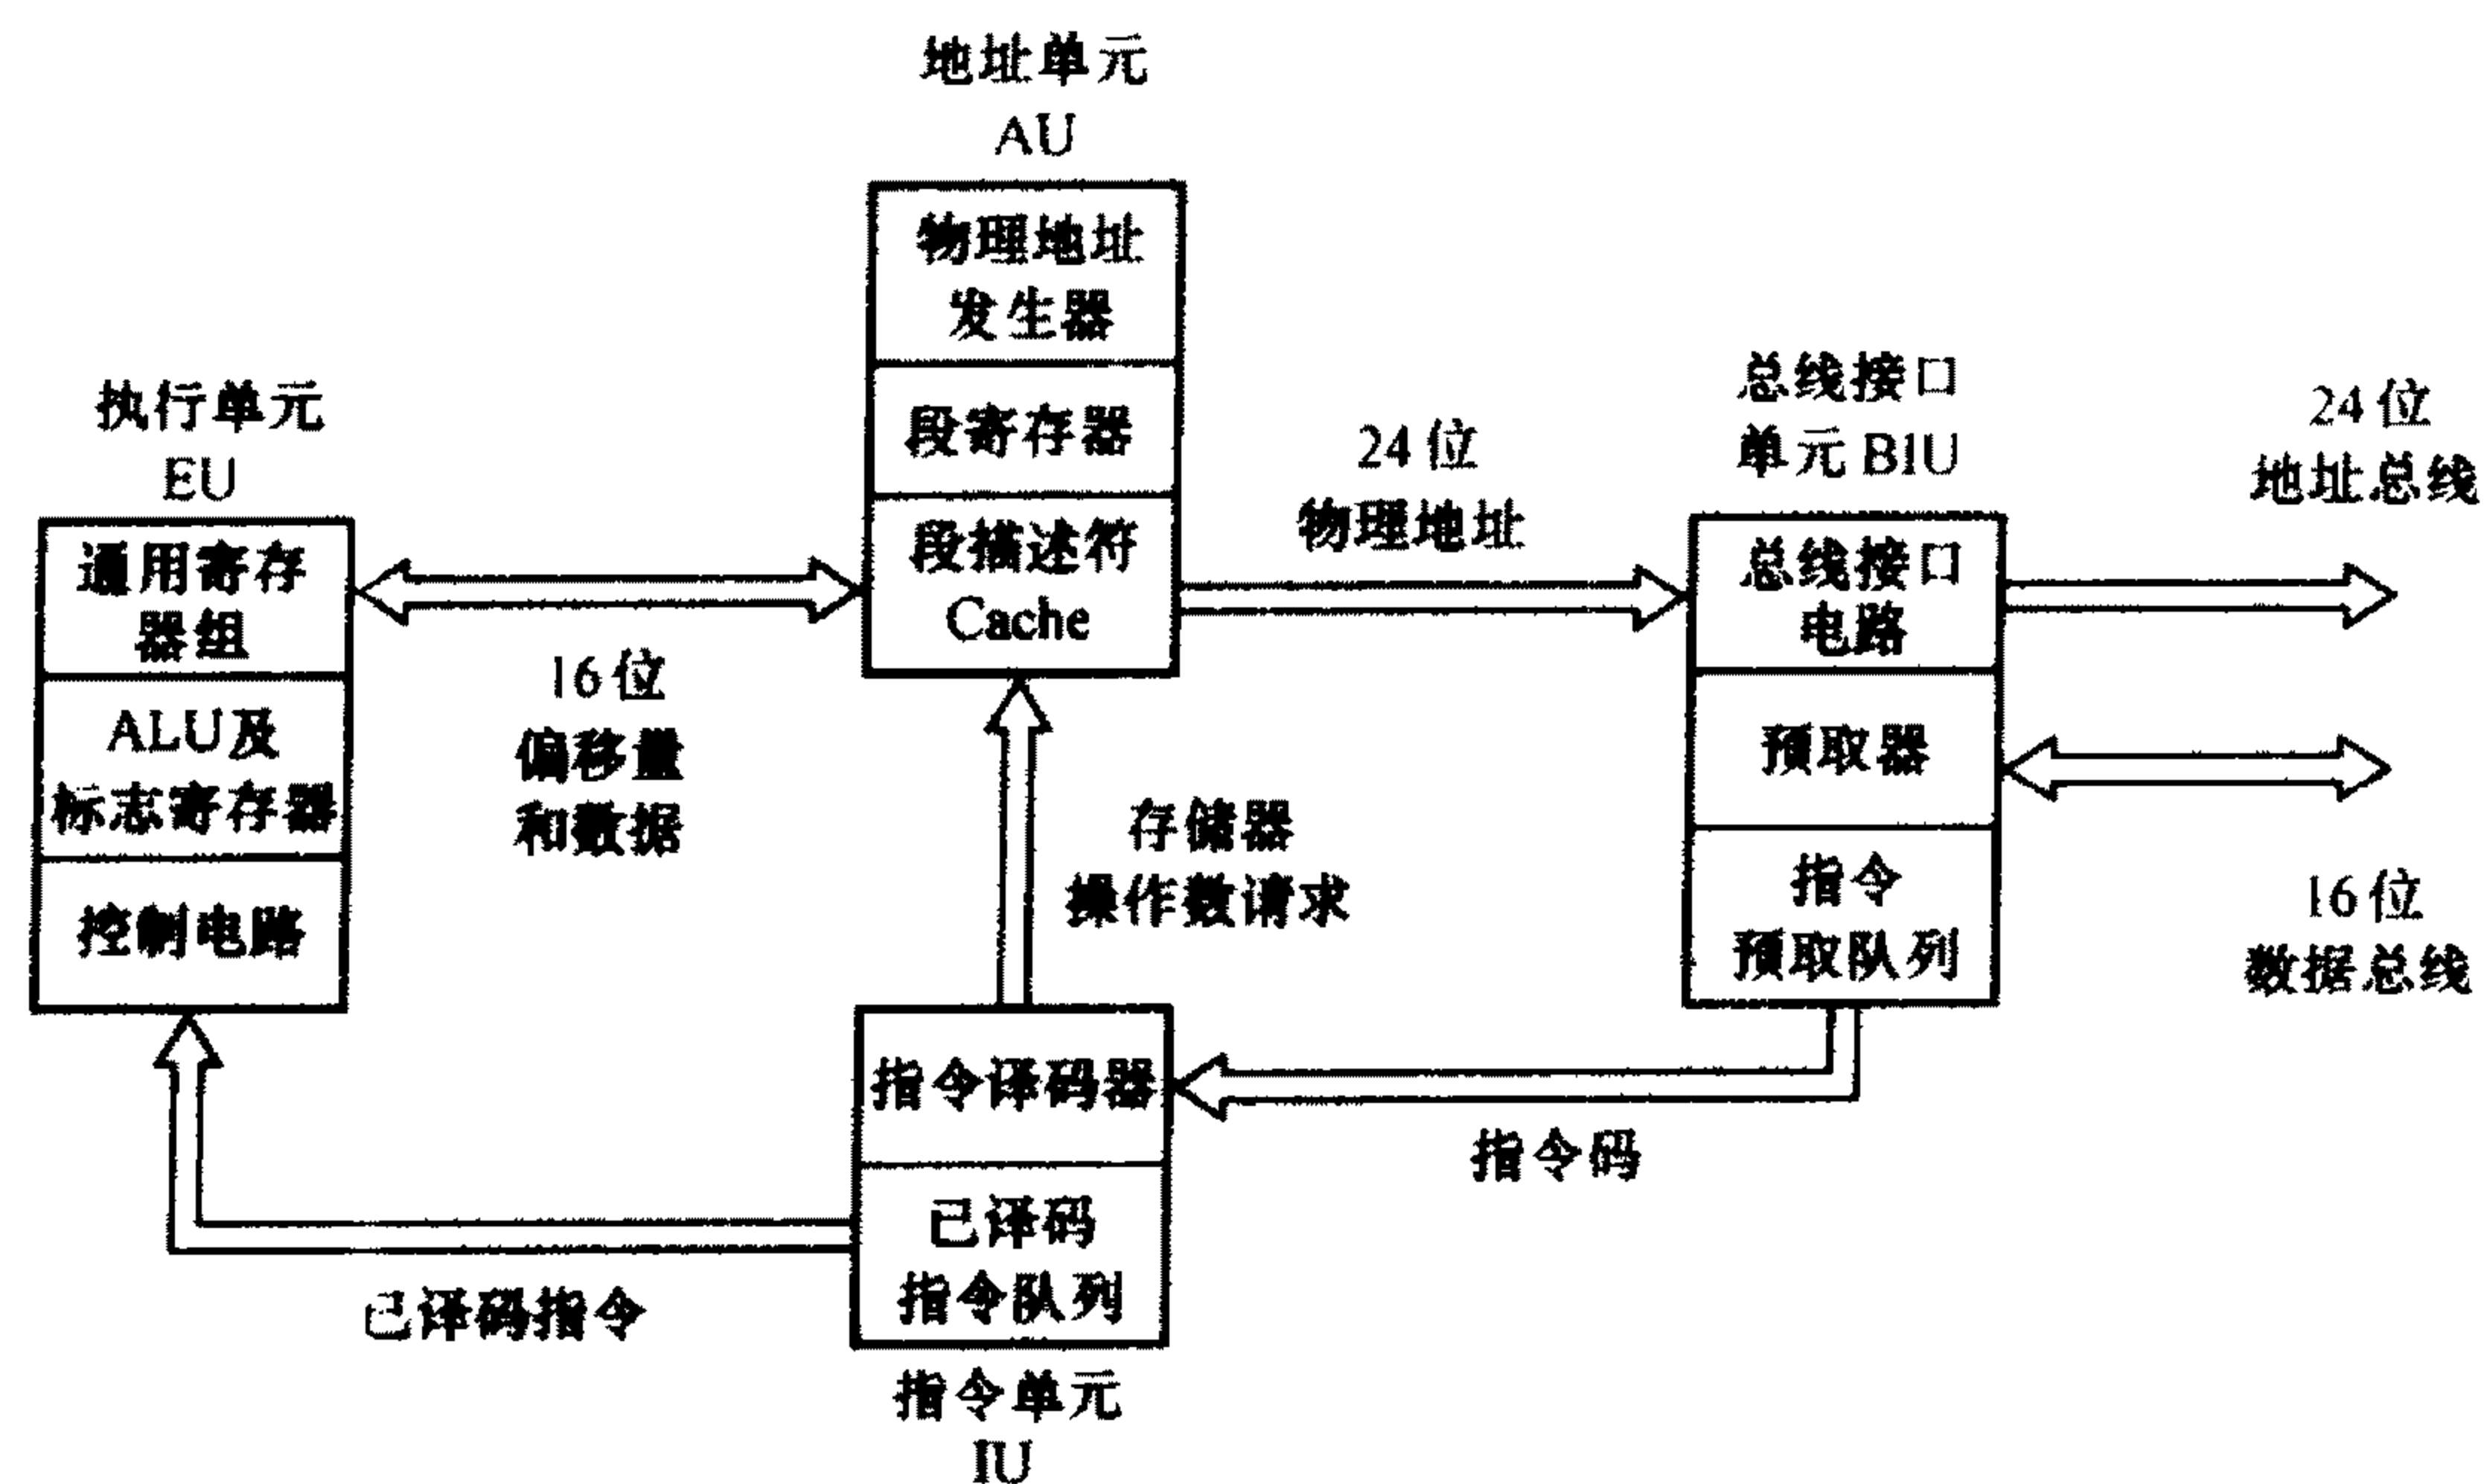 地址单元
AU
物理地址
发生器
段寄存器
段描述符
Cache
执行单元
EU
通用寄存
器组
ALU及
标志寄存器
控制电路
16位
偏移量
和数据
24位
物理地址
总线接口
单元 BIU
总线接口
电路
预取器
指令
预取队列
24位
地址总线
16位
数据总线
存储器
操作数请求
指令译码器
已译码
指令队列
指令码
已译码指令
指令单元
IU